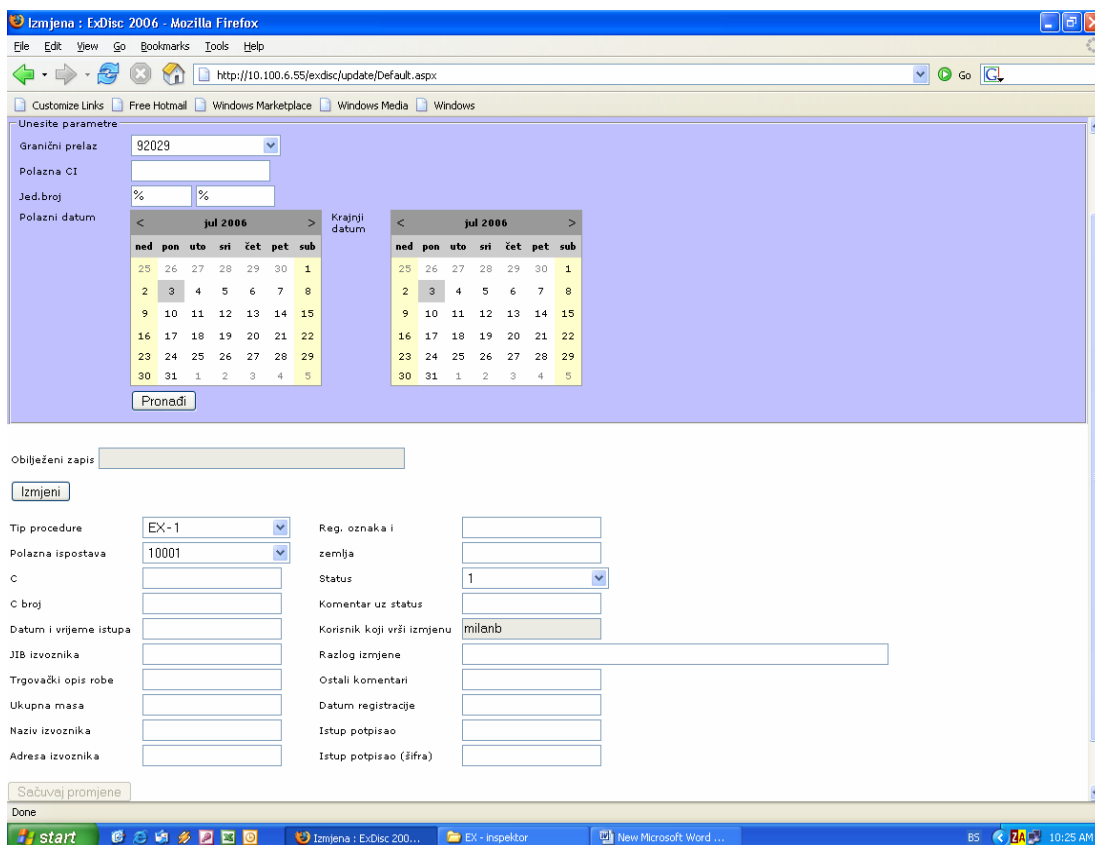 Izmjena : ExDisc 2006 - Mozilla Firefox
File Edit View Go Bookmarks Tools Help
http://10.100.6.55/exdisc/update/Default.aspx Go G
Customize Links Free Hotmail Windows Marketplace Windows Media Windows
Unesite parametre
Granični prelaz 92029
Polazna CI
Jed.broj % %
Polazni datum < jul 2006 > Krajnji datum < jul 2006 >
ned pon uto sri čet pet sub ned pon uto sri čet pet sub
25 26 27 28 29 30 1 25 26 27 28 29 30 1
2 3 4 5 6 7 8 2 3 4 5 6 7 8
9 10 11 12 13 14 15 9 10 11 12 13 14 15
16 17 18 19 20 21 22 16 17 18 19 20 21 22
23 24 25 26 27 28 29 23 24 25 26 27 28 29
30 31 1 2 3 4 5 30 31 1 2 3 4 5
Pronađi
Obilježeni zapis
Izmjeni
Tip procedure EX-1 Reg. oznaka i
Polazna ispostava 10001 zemlja
C Status 1
C broj Komentar uz status
Datum i vrijeme istupa Korisnik koji vrši izmjenu milanb
JIB izvoznika Razlog izmjene
Trgovački opis robe Ostali komentari
Ukupna masa Datum registracije
Naziv izvoznika Istup potpisao
Adresa izvoznika Istup potpisao (šifra)
Sačuvaj promjene
Done
start Izmjena : ExDisc 200... EX - inspektor New Microsoft Word ... BS ZA 10:25 AM